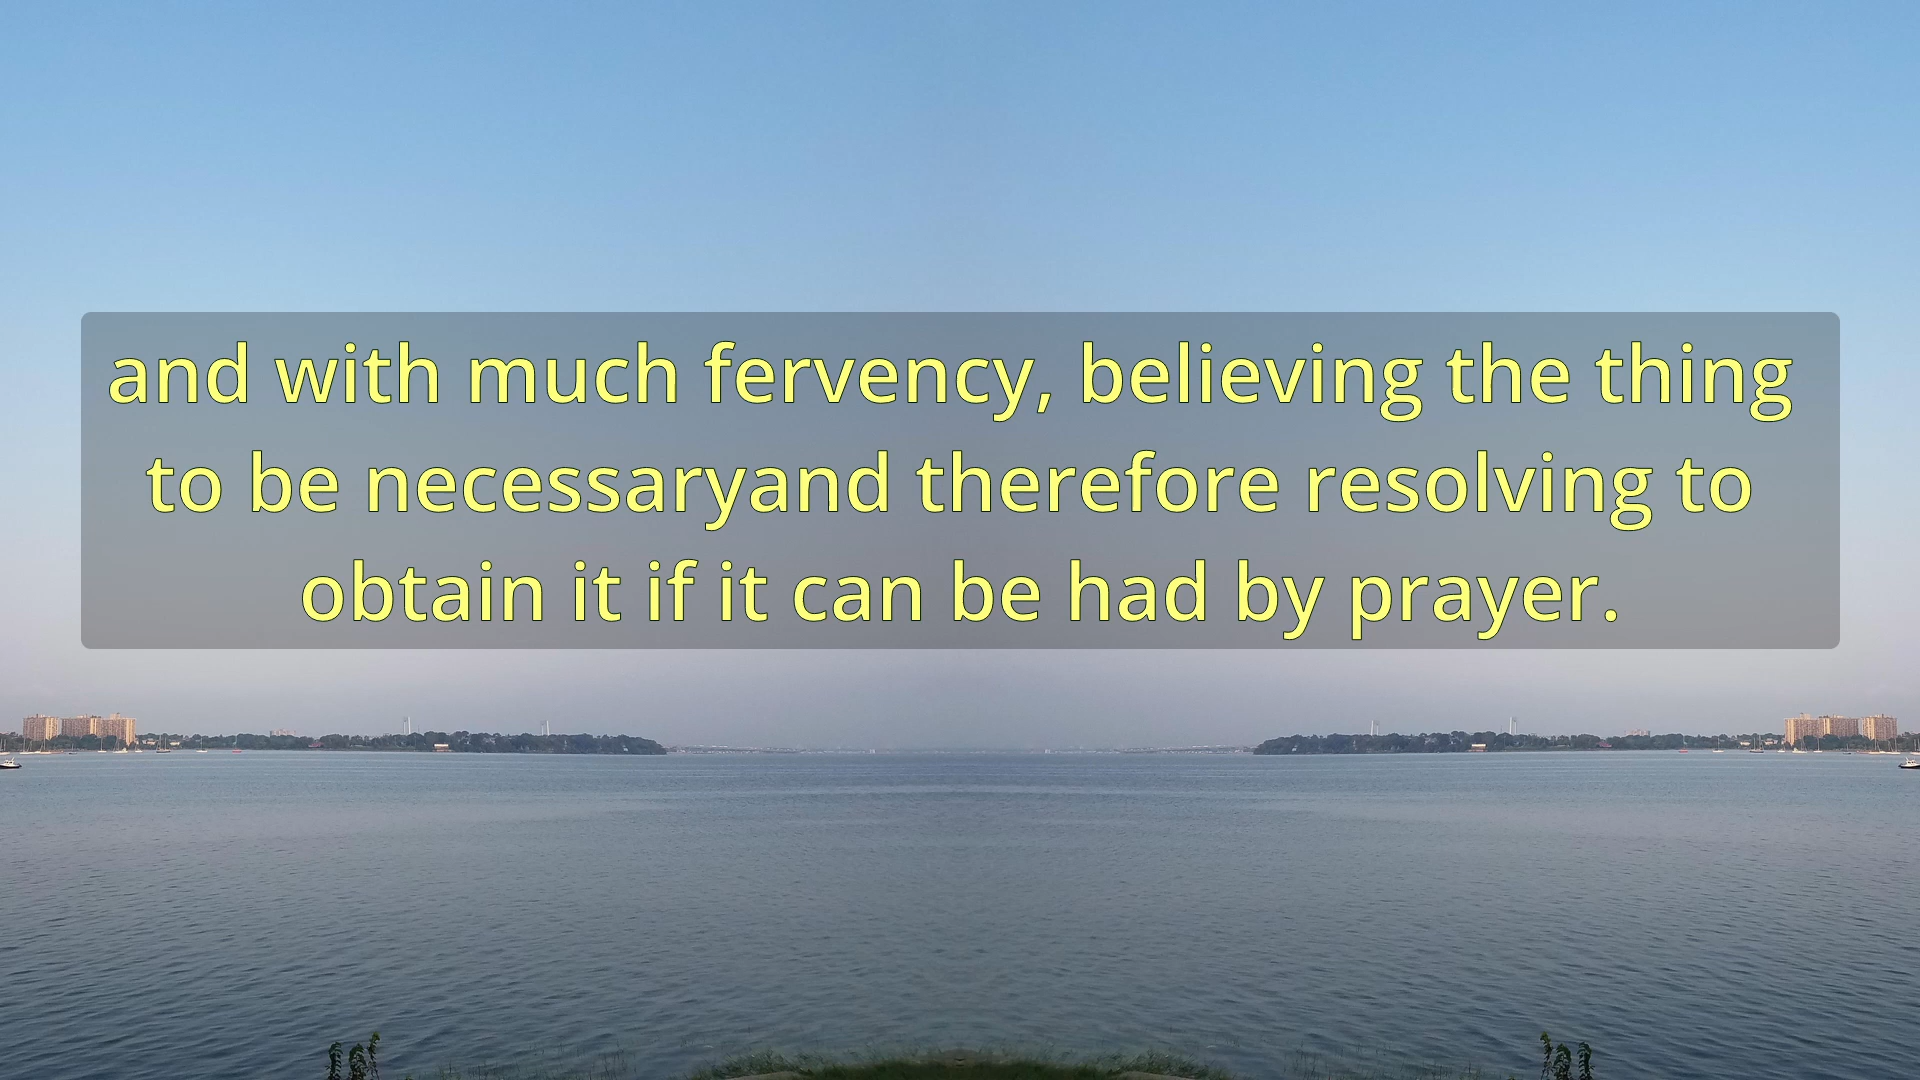 and with much fervency, believing the thing
to be necessaryand therefore resolving to
obtain it if it can be had by prayer.